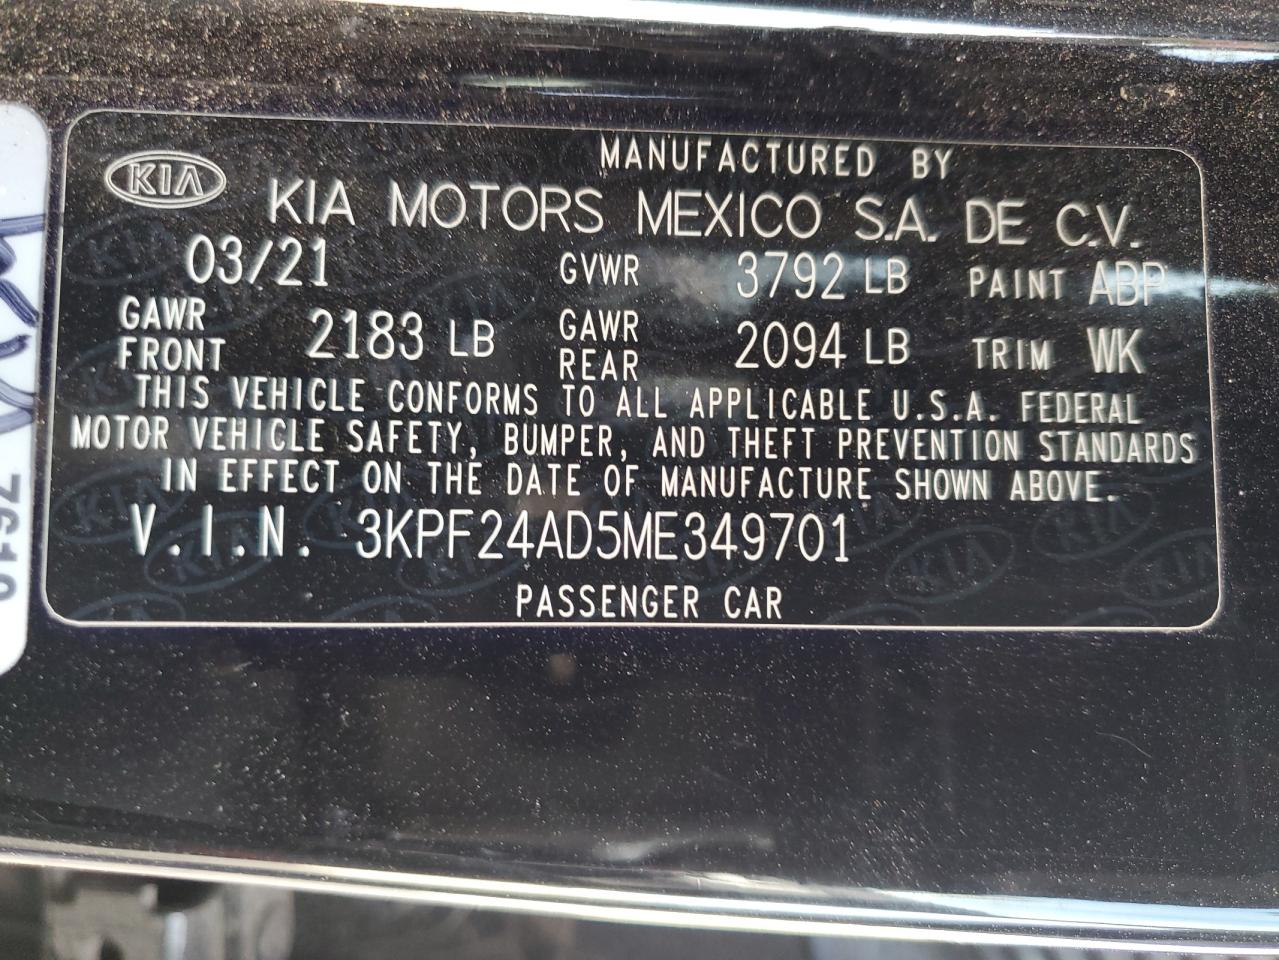 MANUFACTURED BY
KIA KIA MOTORS MEXICO S.A. DE C.V.
03/21 GVWR 3792 LB PAINT ABP
GAWR FRONT 2183 LB GAWR REAR 2094 LB TRIM WK
THIS VEHICLE CONFORMS TO ALL APPLICABLE U.S.A. FEDERAL
MOTOR VEHICLE SAFETY, BUMPER, AND THEFT PREVENTION STANDARDS
IN EFFECT ON THE DATE OF MANUFACTURE SHOWN ABOVE.
V.I.N. 3KPF24AD5ME349701
PASSENGER CAR